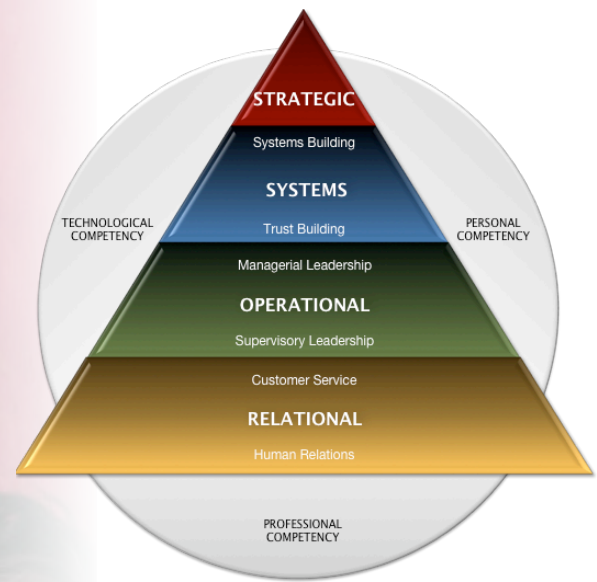 STRATEGIC
Systems Building
SYSTEMS
TECHNOLOGICAL
COMPETENCY
PERSONAL
COMPETENCY
Trust Building
Managerial Leadership
OPERATIONAL
Supervisory Leadership
Customer Service
RELATIONAL
Human Relations
PROFESSIONAL
COMPETENCY